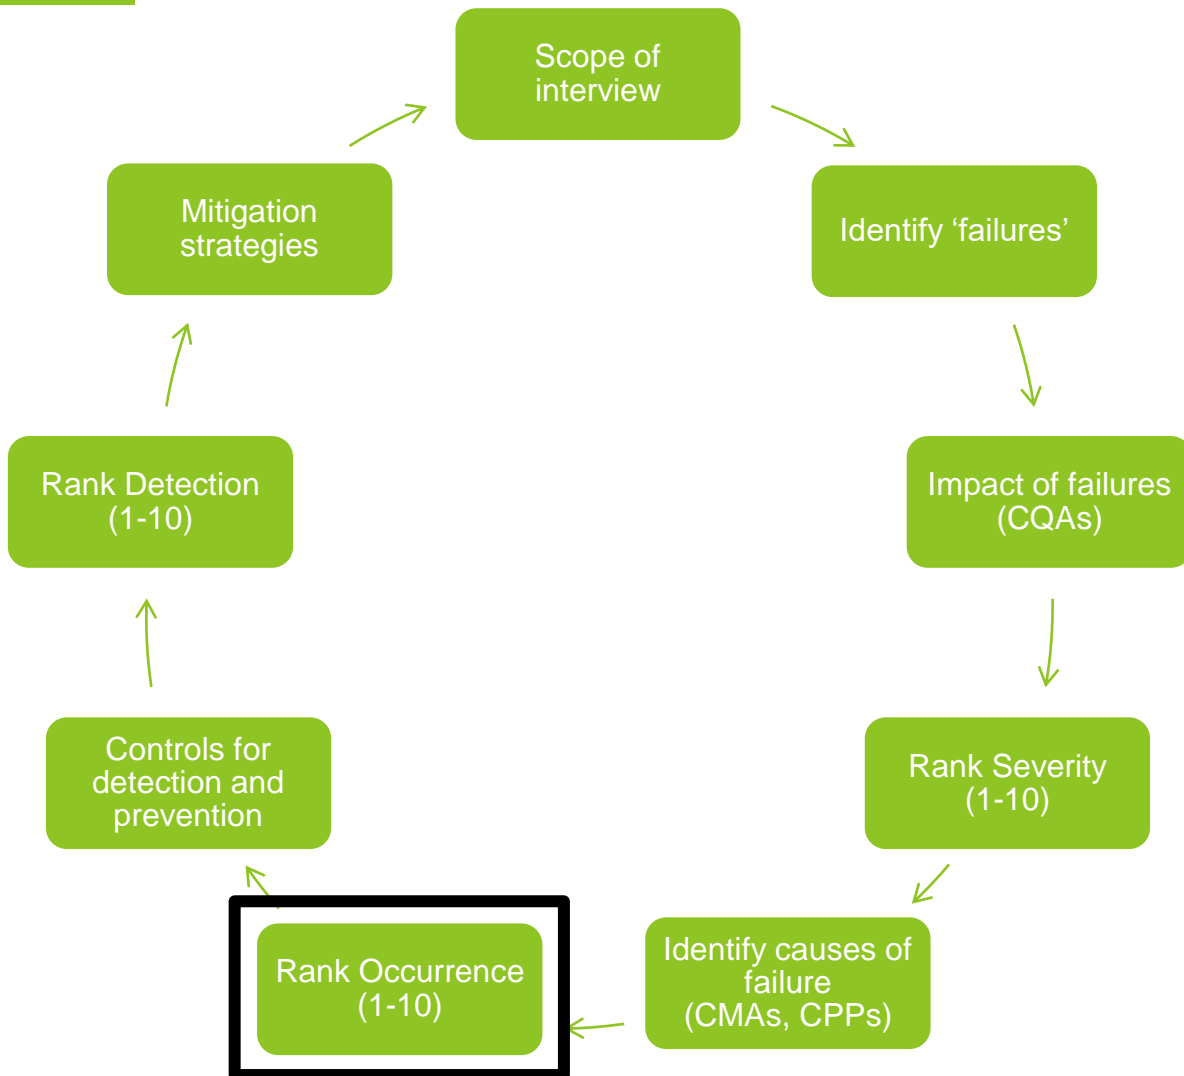 Scope of
interview
Identify ‘failures’
Impact of failures
(CQAs)
Rank Severity
(1-10)
Identify causes of
failure
(CMAs, CPPs)
Rank Occurrence
(1-10)
Controls for
detection and
prevention
Rank Detection
(1-10)
Mitigation
strategies